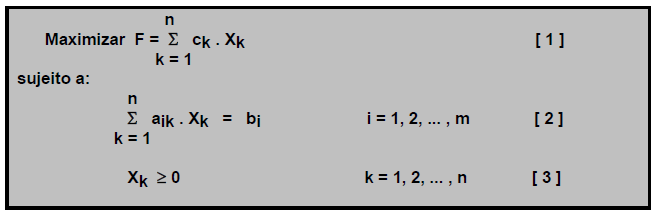 n
Maximizar F = Σ ck . Xk [ 1 ]
k = 1
sujeito a:
n
Σ aik . Xk = bi i = 1, 2, ... , m [ 2 ]
k = 1
Xk ≥ 0 k = 1, 2, ... , n [ 3 ]